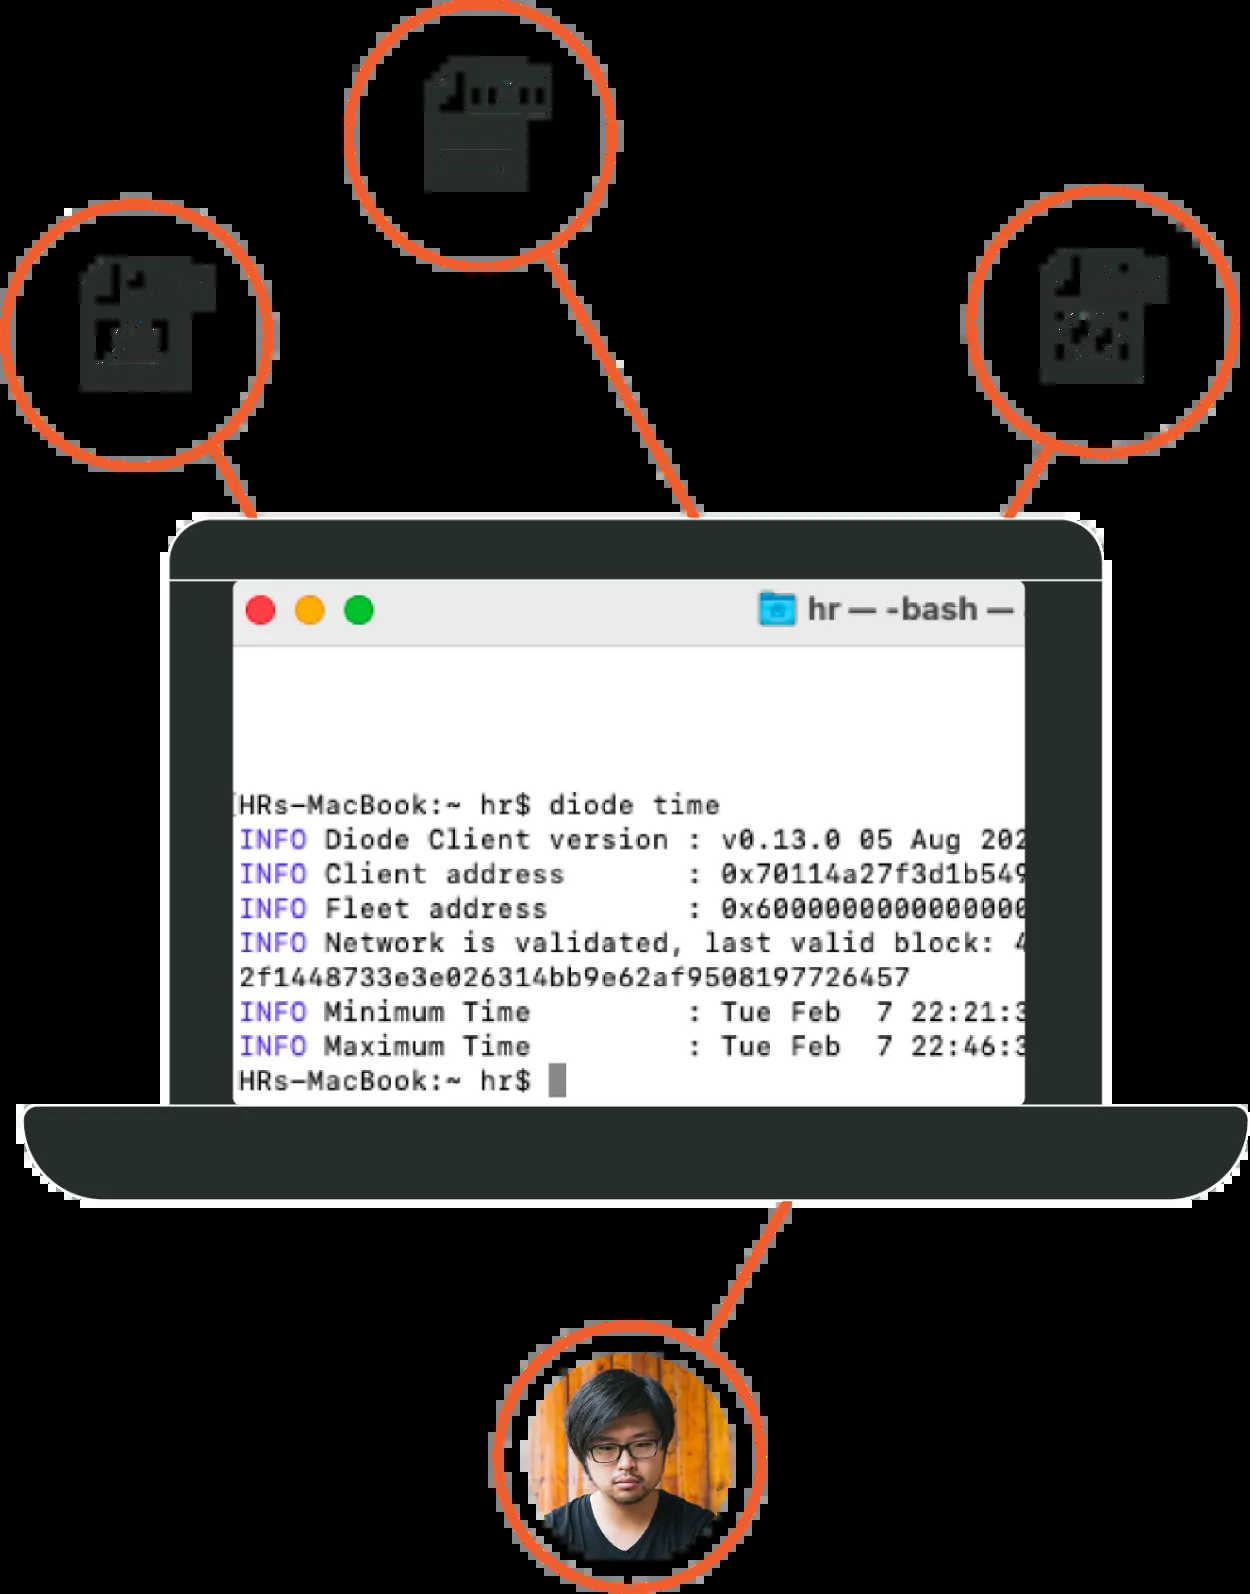 hr — -bash —
HRs-MacBook:~ hr$ diode time
INFO Diode Client version : v0.13.0 05 Aug 202
INFO Client address : 0x70114a27f3d1b549
INFO Fleet address : 0x6000000000000000
INFO Network is validated, last valid block: 4
2f1448733e3e026314bb9e62af9508197726457
INFO Minimum Time : Tue Feb 7 22:21:3
INFO Maximum Time : Tue Feb 7 22:46:3
HRs-MacBook:~ hr$